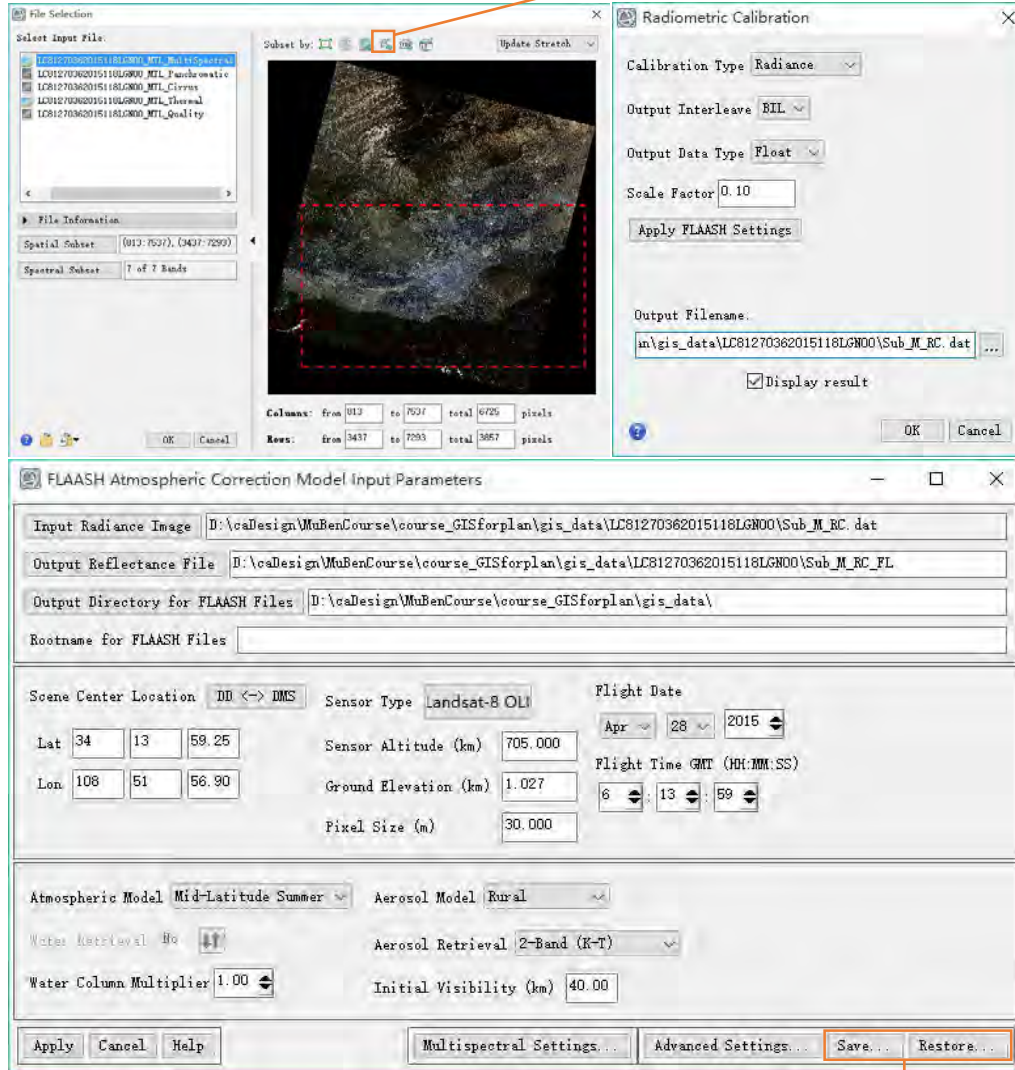 File Selection
Select Input File:
LC81270362015118LGN00_MTL_MultiSpectral
LC81270362015118LGN00_MTL_Panchromatic
LC81270362015118LGN00_MTL_Cirrus
LC81270362015118LGN00_MTL_Thermal
LC81270362015118LGN00_MTL_Quality
File Information
Spatial Subset (813:7537), (3437:7293)
Spectral Subset 7 of 7 Bands
OK Cancel
Subset by: Update Stretch
Columns: from 813 to 7537 total 6725 pixels
Rows: from 3437 to 7293 total 3857 pixels
Radiometric Calibration
Calibration Type Radiance
Output Interleave BIL
Output Data Type Float
Scale Factor 0.10
Apply FLAASH Settings
Output Filename:
in\gis_data\LC81270362015118LGN00\Sub_M_RC.dat ...
Display result
OK Cancel
FLAASH Atmospheric Correction Model Input Parameters
Input Radiance Image D:\caDesign\MuBenCourse\course_GISforplan\gis_data\LC81270362015118LGN00\Sub_M_RC.dat
Output Reflectance File D:\caDesign\MuBenCourse\course_GISforplan\gis_data\LC81270362015118LGN00\Sub_M_RC_FL
Output Directory for FLAASH Files D:\caDesign\MuBenCourse\course_GISforplan\gis_data\
Rootname for FLAASH Files
Scene Center Location DD <-> DMS
Lat 34 13 59.25
Lon 108 51 56.90
Sensor Type Landsat-8 OLI
Sensor Altitude (km) 705.000
Ground Elevation (km) 1.027
Pixel Size (m) 30.000
Flight Date
Apr 28 2015
Flight Time GMT (HH:MM:SS)
6 : 13 : 59
Atmospheric Model Mid-Latitude Summer
Water Retrieval No
Water Column Multiplier 1.00
Aerosol Model Rural
Aerosol Retrieval 2-Band (K-T)
Initial Visibility (km) 40.00
Apply Cancel Help Multispectral Settings... Advanced Settings... Save... Restore...